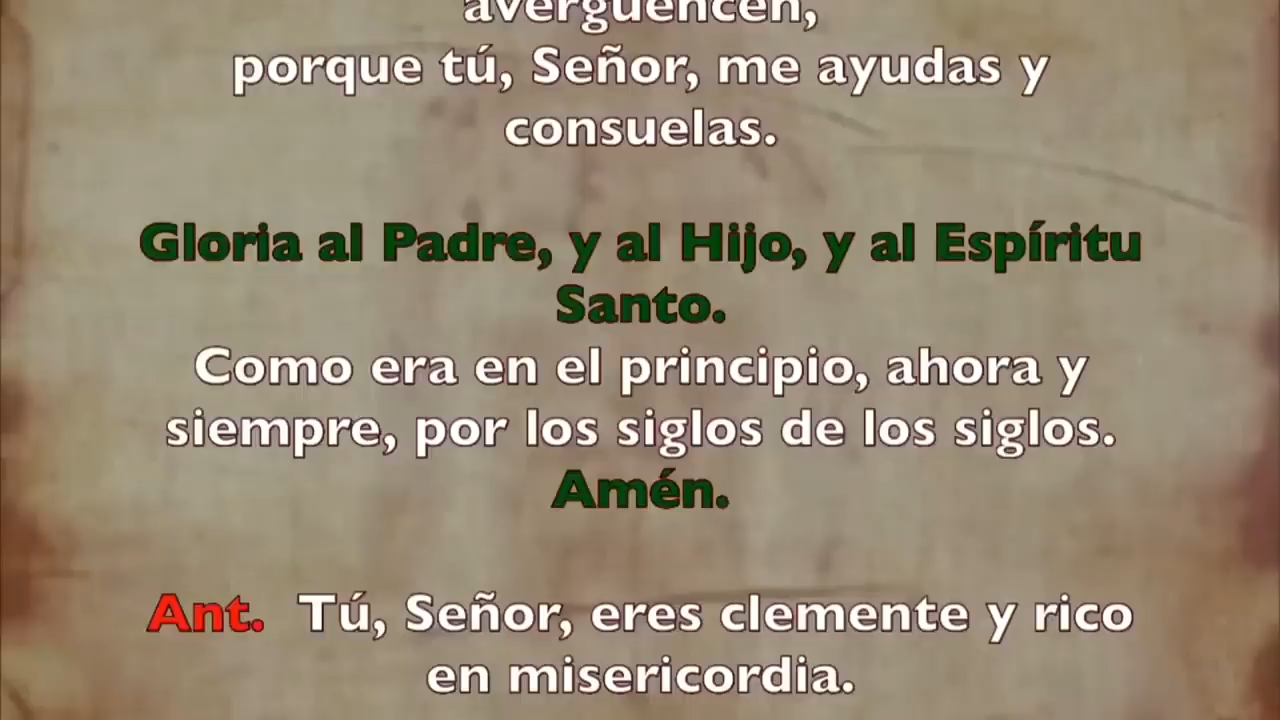 avergüencen,
porque tú, Señor, me ayudas y
consuelas.
Gloria al Padre, y al Hijo, y al Espíritu
Santo.
Como era en el principio, ahora y
siempre, por los siglos de los siglos.
Amén.
Ant. Tú, Señor, eres clemente y rico
en misericordia.